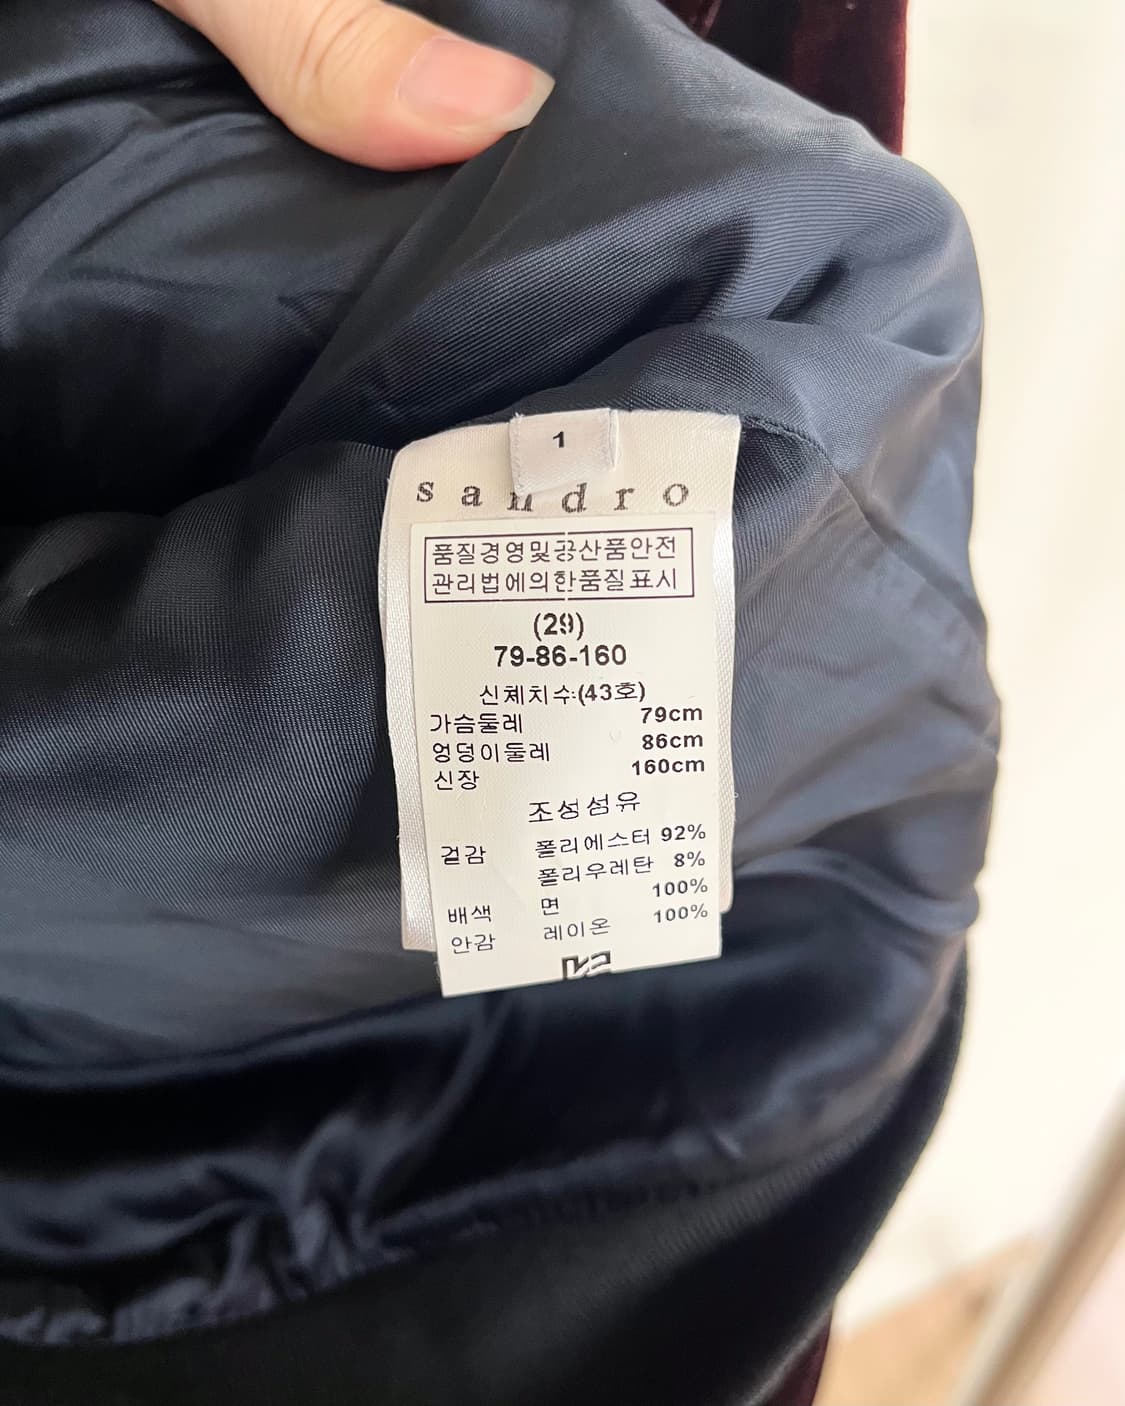 1
sandro
품질경영및공산품안전
관리법에의한품질표시
(29)
79-86-160
신체치수:(43호)
가슴둘레 79cm
엉덩이둘레 86cm
신장 160cm
조성섬유
겉감 폴리에스터 92%
폴리우레탄 8%
배색 면 100%
안감 레이온 100%